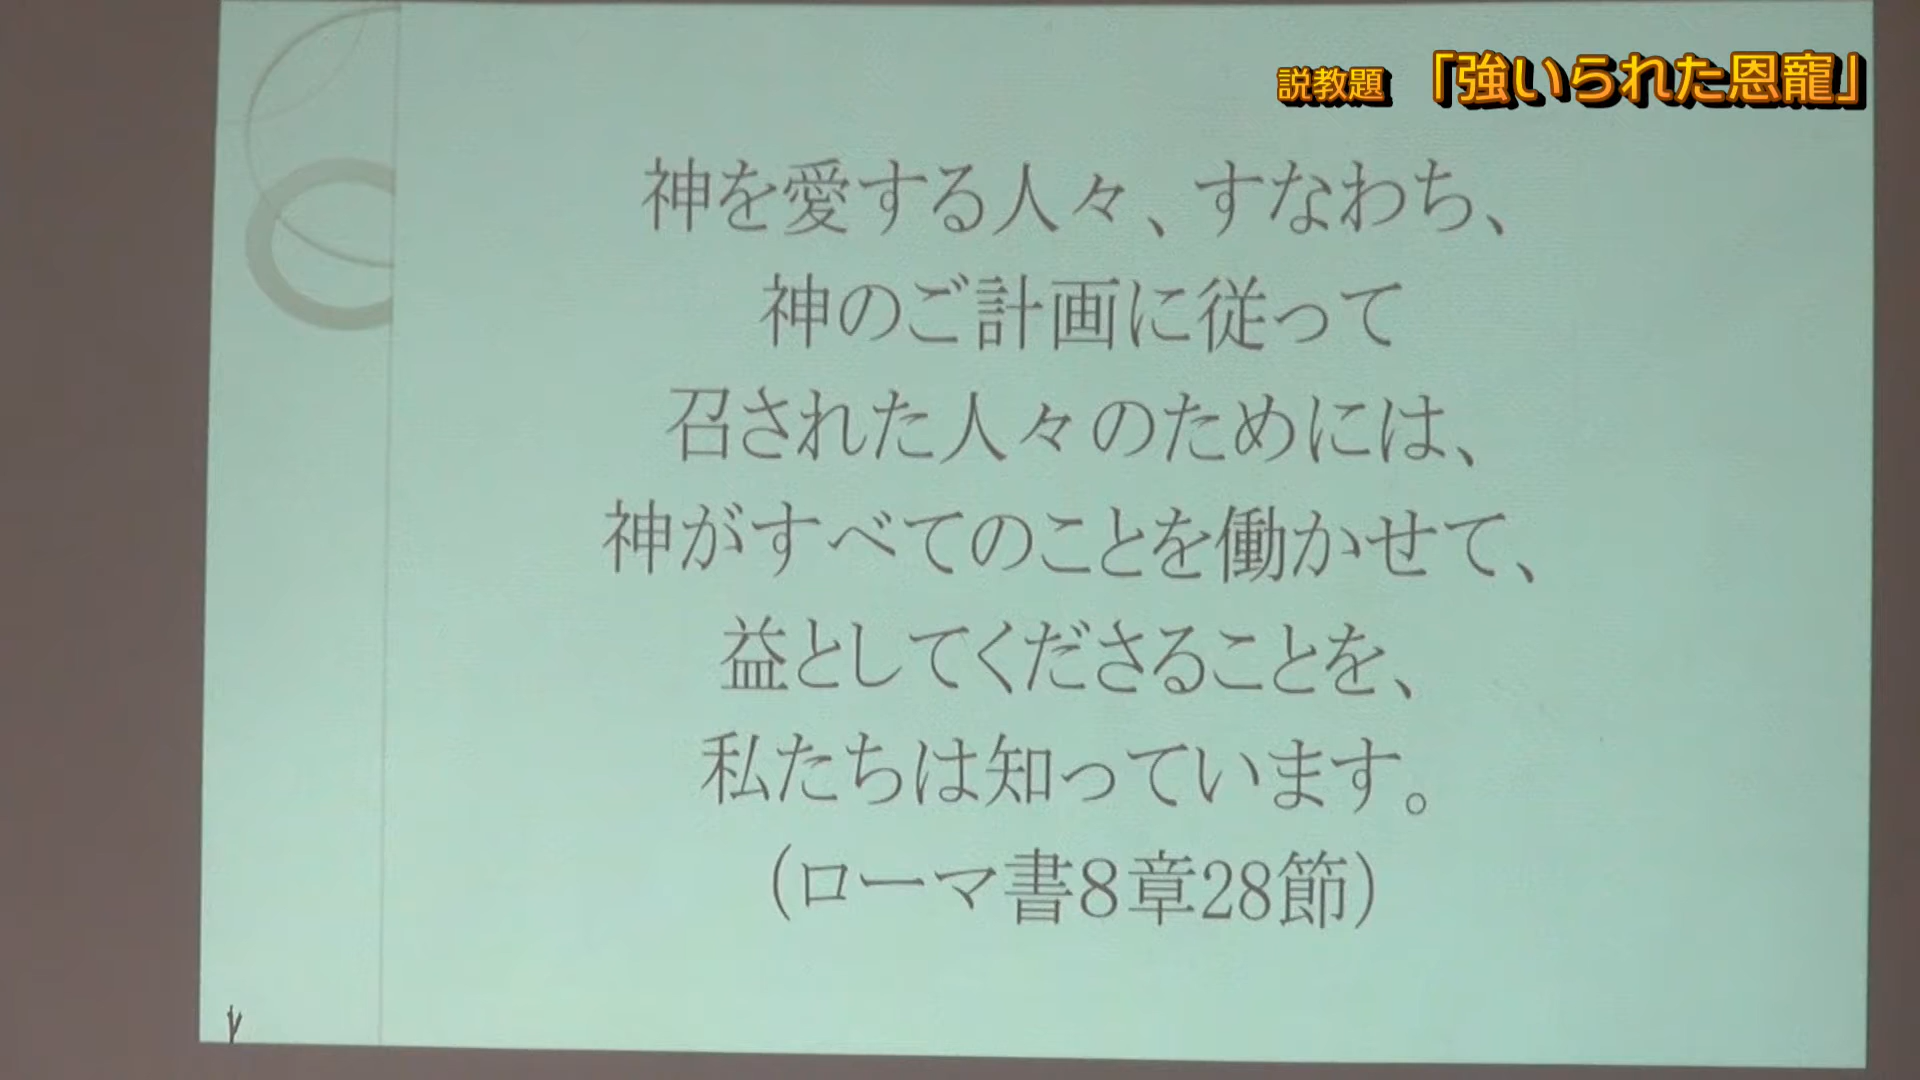 説教題 「強いられた恩寵」
神を愛する人々、すなわち、
神のご計画に従って
召された人々のためには、
神がすべてのことを働かせて、
益としてくださることを、
私たちは知っています。
(ローマ書８章28節)